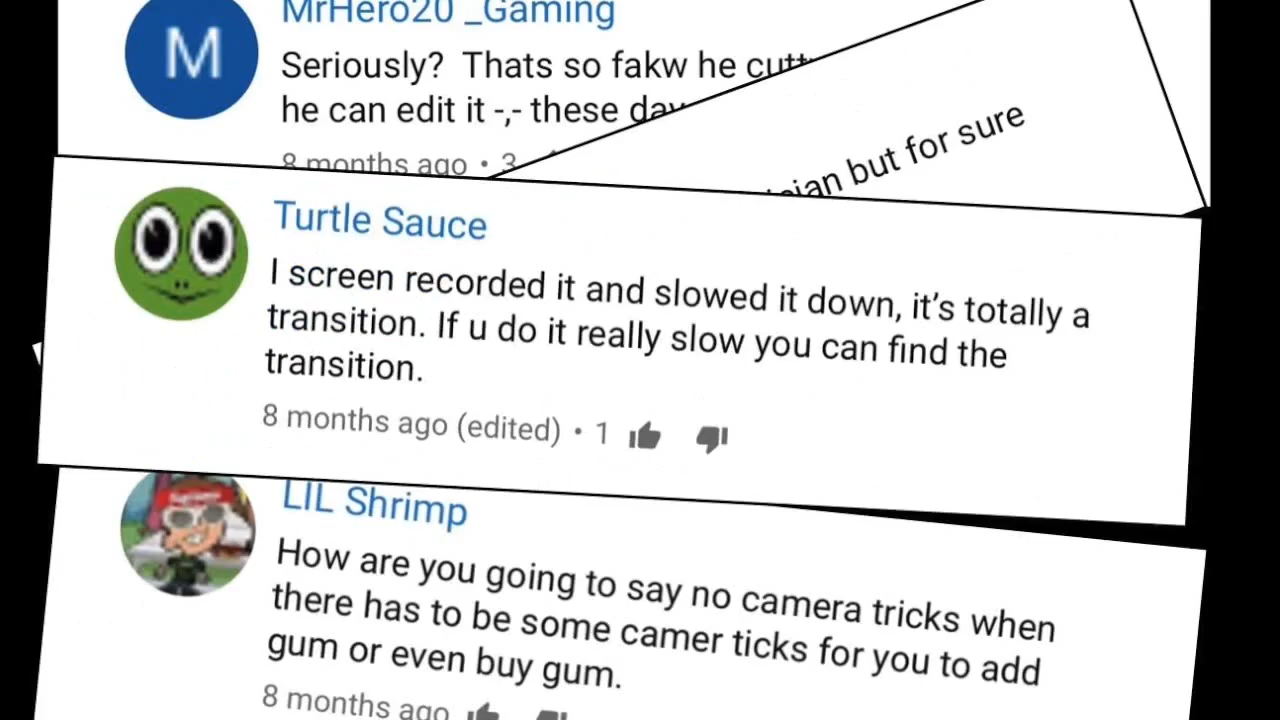 MrHero20 _Gaming
M
Seriously? Thats so fakw he
he can edit it -,- these
8 months ago • 3
but for sure
Turtle Sauce
I screen recorded it and slowed it down, it's totally a
transition. If u do it really slow you can find the
transition.
8 months ago (edited) • 1
LIL Shrimp
How are you going to say no camera tricks when
there has to be some camer ticks for you to add
gum or even buy gum.
8 months ago